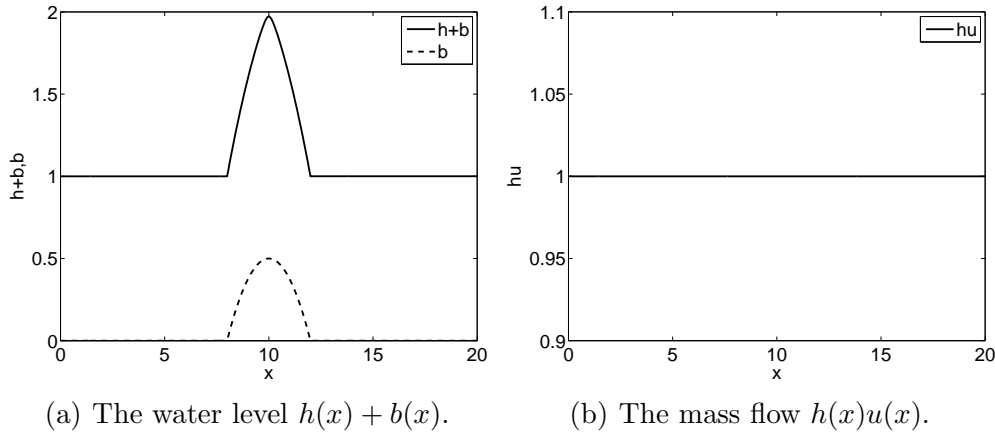 2
1.5
1
0.5
0
h+b,b
0 5 10 15 20
x
h+b
b
1.1
1.05
1
0.95
0.9
hu
0 5 10 15 20
x
hu
(a) The water level h(x) + b(x).
(b) The mass flow h(x)u(x).